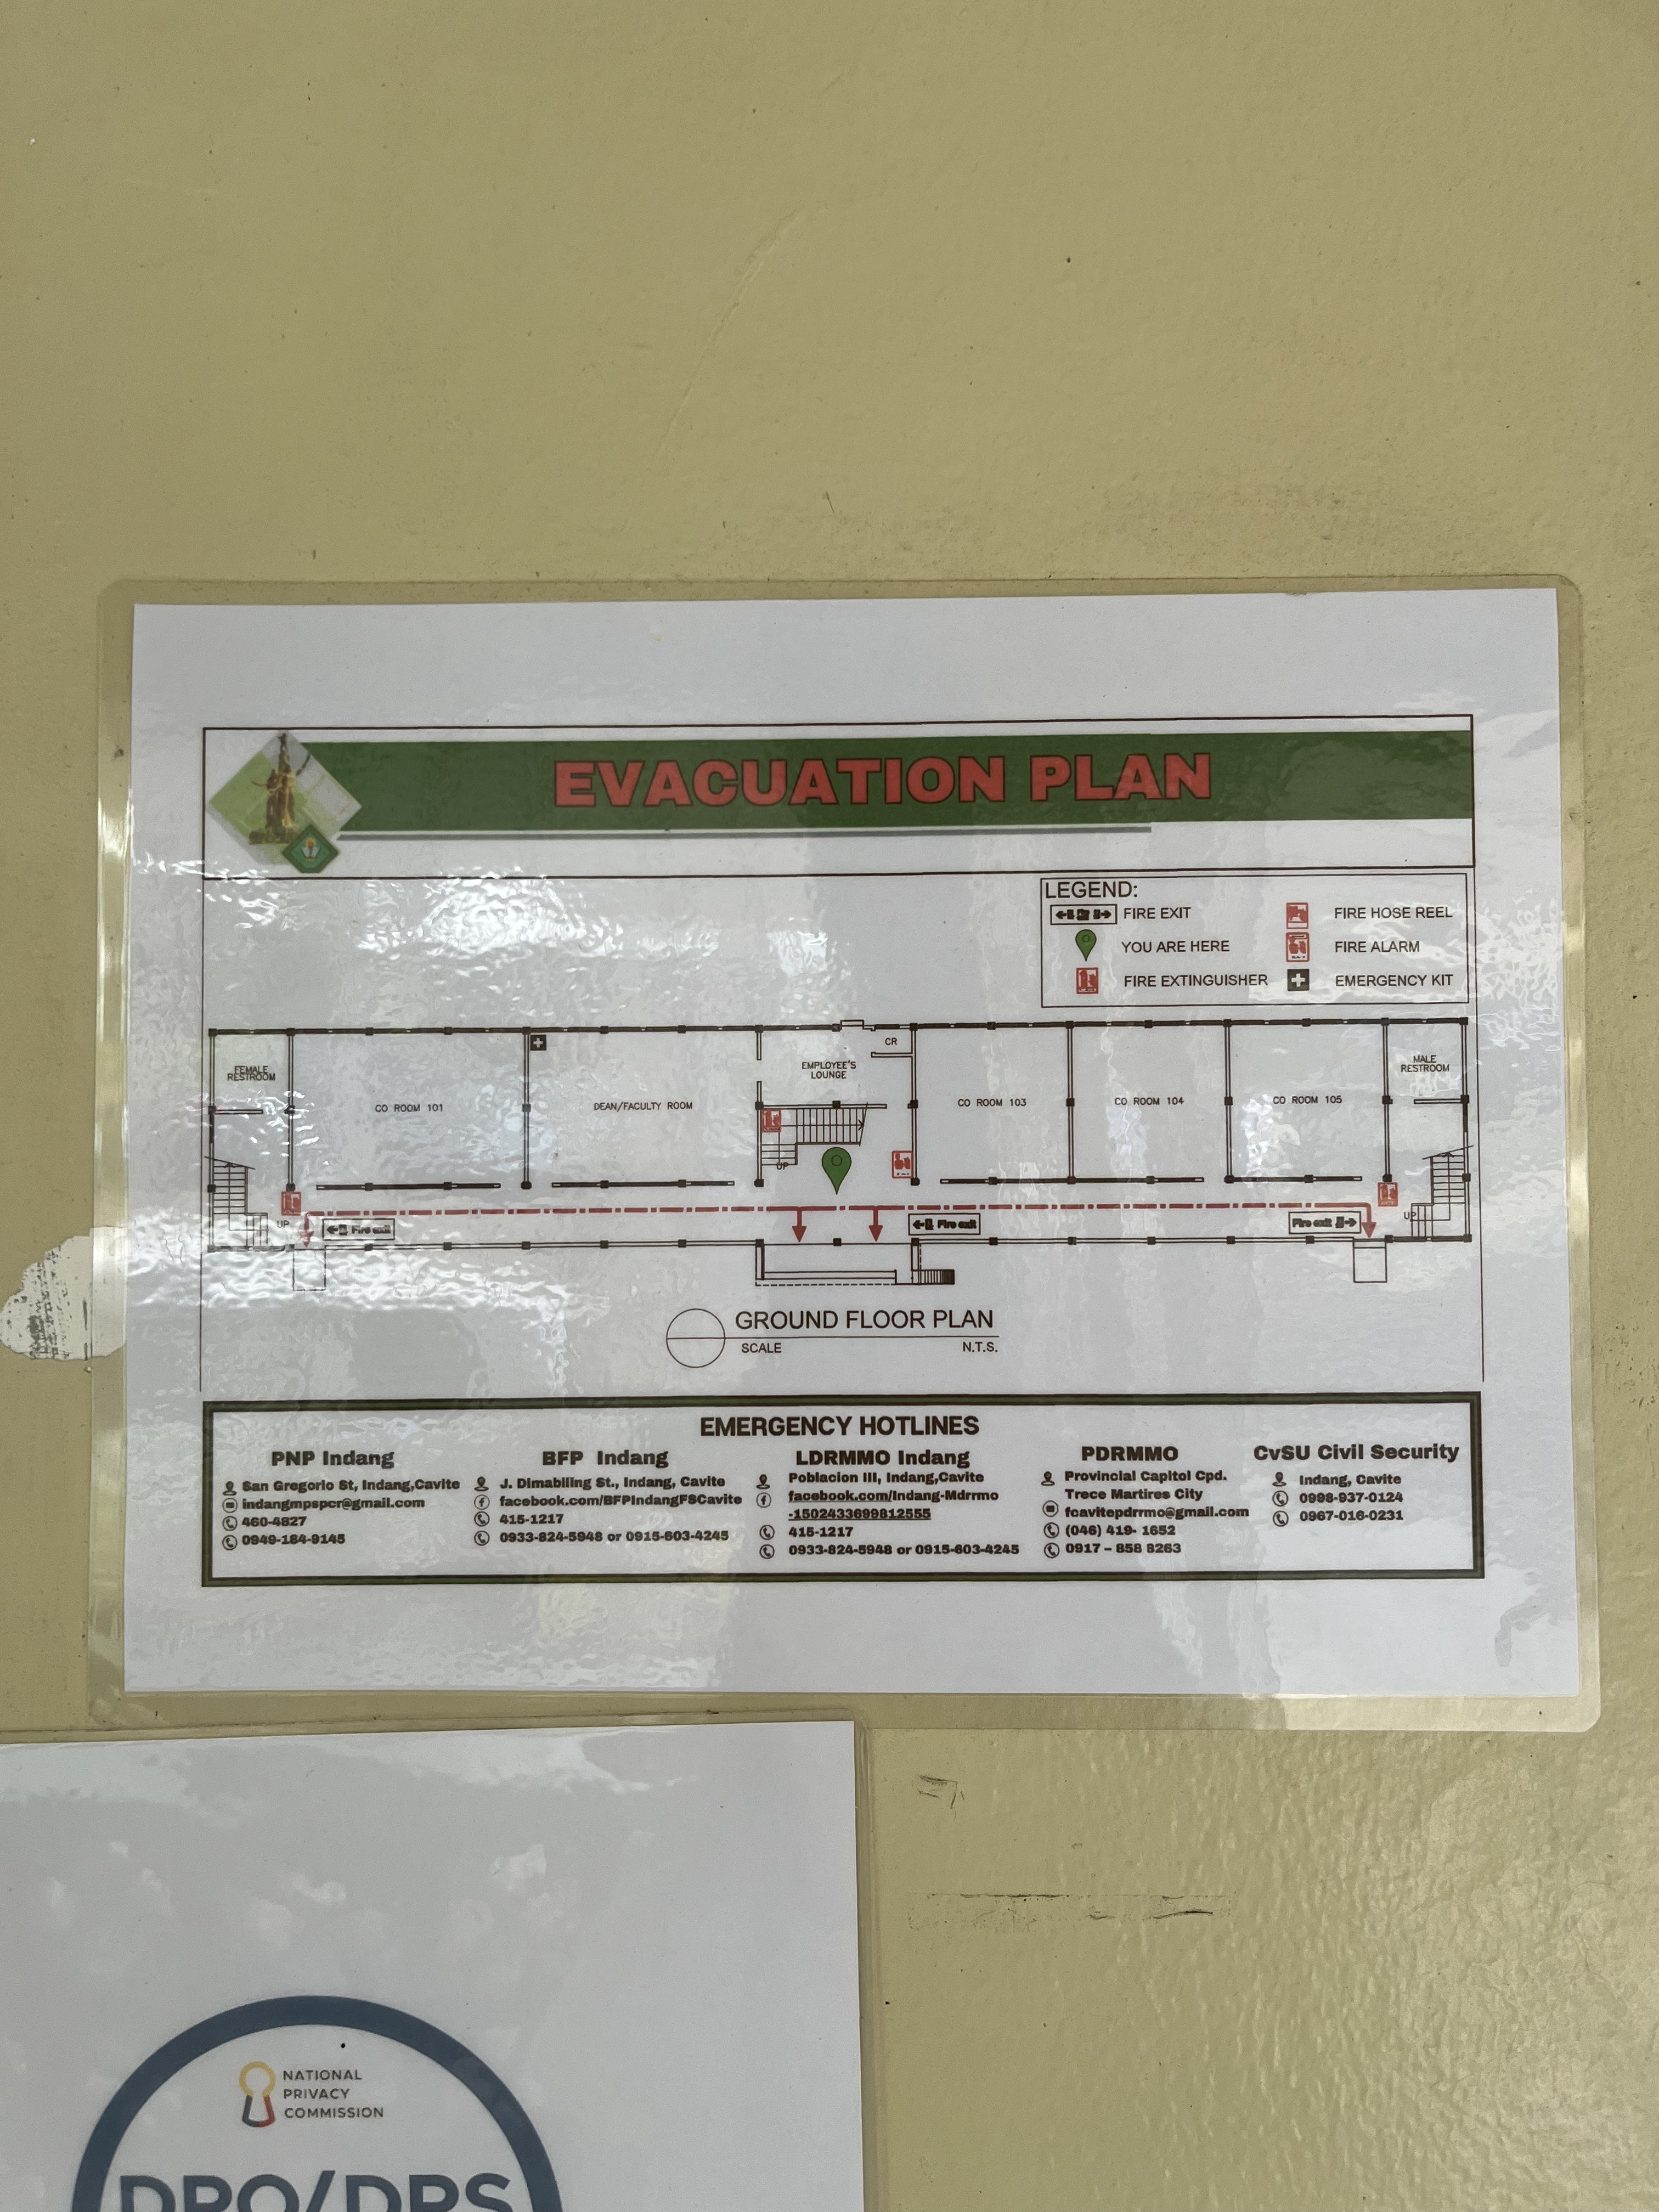 EVACUATION PLAN
LEGEND:
FIRE EXIT
FIRE HOSE REEL
YOU ARE HERE
FIRE ALARM
FIRE EXTINGUISHER
EMERGENCY KIT
FEMALE
RESTROOM
CO ROOM 101
DEAN/FACULTY ROOM
EMPLOYEE'S
LOUNGE
CR
CO ROOM 103
CO ROOM 104
CO ROOM 105
MALE
RESTROOM
UP
UP
UP
Fire exit
Fire exit
Fire exit
GROUND FLOOR PLAN
SCALE N.T.S.
EMERGENCY HOTLINES
PNP Indang
San Gregorio St, Indang,Cavite
indangmpspcr@gmail.com
460-4827
0949-184-9145
BFP Indang
J. Dimabiling St., Indang, Cavite
facebook.com/BFPIndangFSCavite
415-1217
0933-824-5948 or 0915-603-4245
LDRMMO Indang
Poblacion III, Indang,Cavite
facebook.com/Indang-Mdrrmo
-1502433699812555
415-1217
0933-824-5948 or 0915-603-4245
PDRMMO
Provincial Capitol Cpd.
Trece Martires City
fcavitepdrrmo@gmail.com
(046) 419- 1652
0917 – 858 8263
CvSU Civil Security
Indang, Cavite
0998-937-0124
0967-016-0231
NATIONAL
PRIVACY
COMMISSION
DPO/DPS